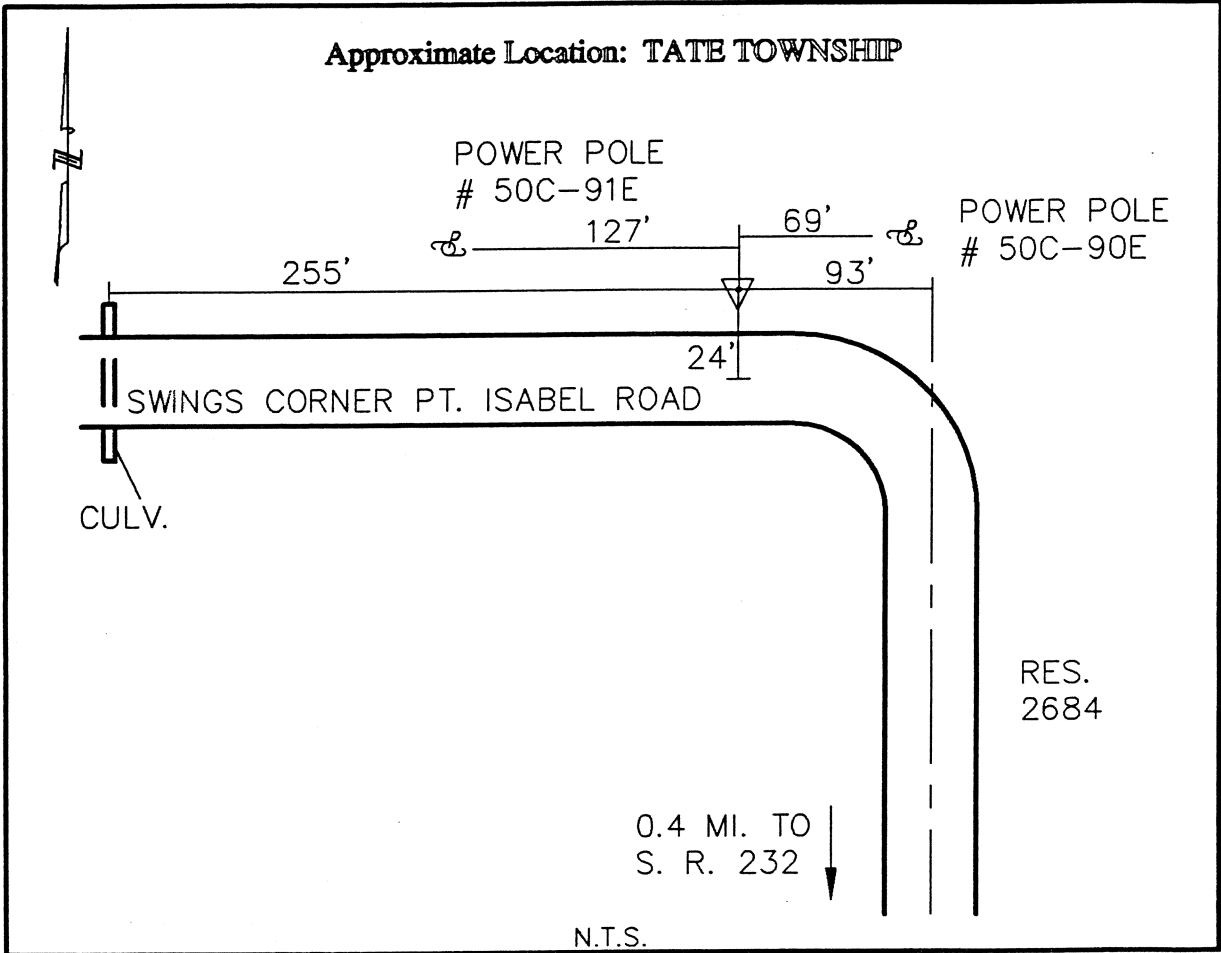 Approximate Location: TATE TOWNSHIP
N
POWER POLE
# 50C-91E
POWER POLE
# 50C-90E
127'
69'
255'
93'
24'
SWINGS CORNER PT. ISABEL ROAD
CULV.
RES.
2684
0.4 MI. TO
S. R. 232
N.T.S.